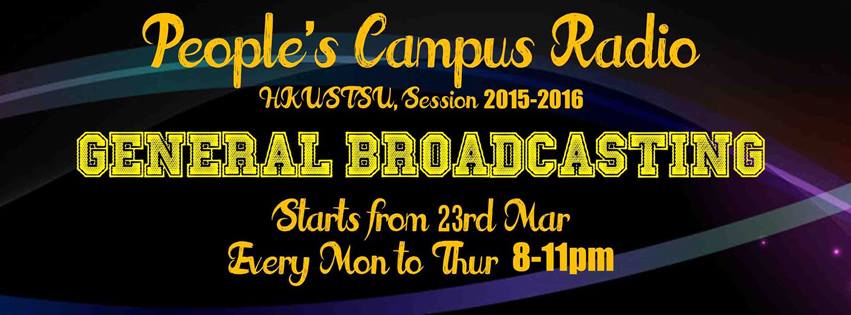 People's Campus Radio
HKUSTSU, Session 2015-2016
GENERAL BROADCASTING
Starts from 23rd Mar
Every Mon to Thur 8-11pm